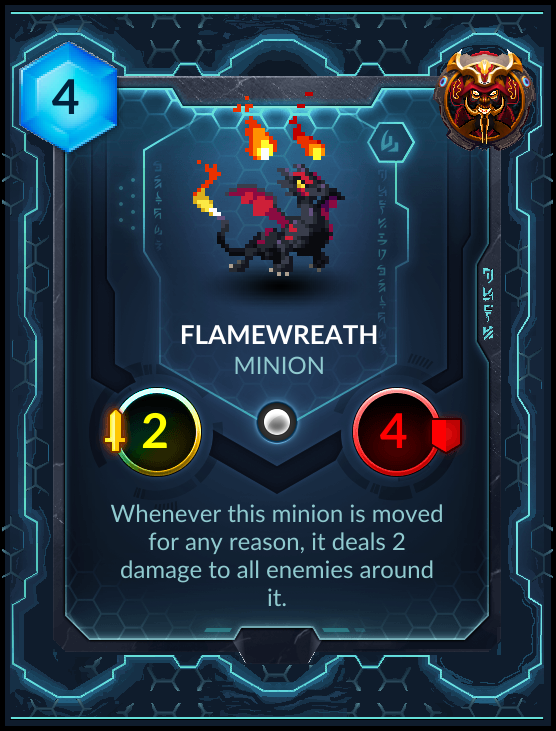 4
FLAMEWREATH
MINION
2
4
Whenever this minion is moved
for any reason, it deals 2
damage to all enemies around
it.